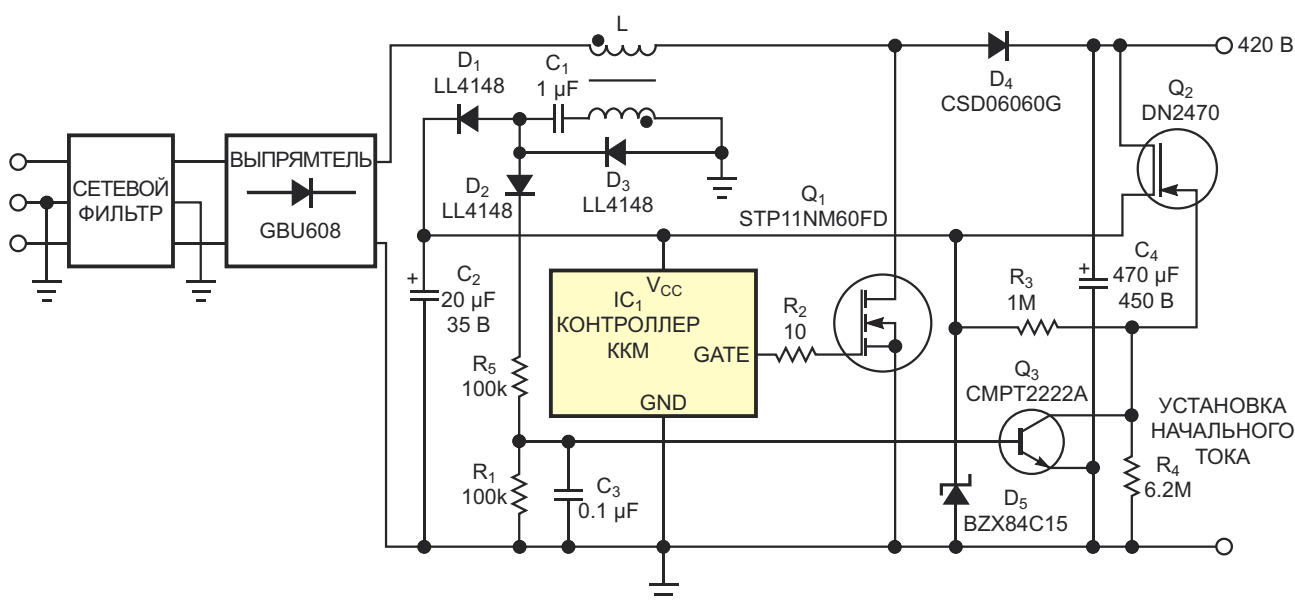 L
D1
LL4148
C1
1 µF
420 В
D4
CSD06060G
Q2
DN2470
СЕТЕВОЙ
ФИЛЬТР
ВЫПРЯМТЕЛЬ
GBU608
D2
LL4148
D3
LL4148
Q1
STP11NM60FD
+
C2
20 µF
35 В
VCC
IC1
КОНТРОЛЛЕР
ККМ
GATE
GND
R2
10
R3
1M
+
C4
470 µF
450 В
R5
100k
Q3
CMPT2222A
УСТАНОВКА
НАЧАЛЬНОГО
ТОКА
R1
100k
C3
0.1 µF
D5
BZX84C15
R4
6.2M